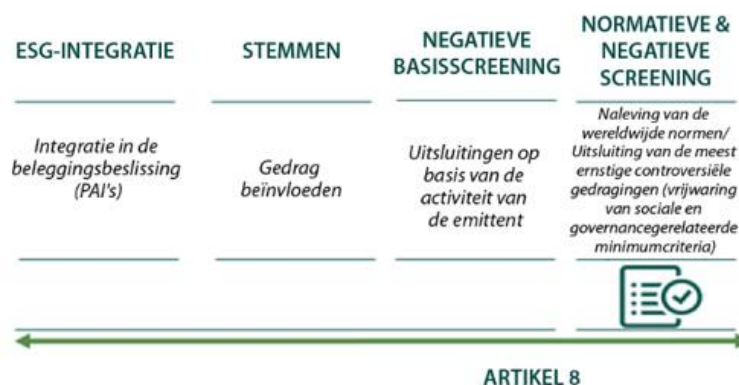 ESG-INTEGRATIE
Integratie in de
beleggingsbeslissing
(PAI's)
STEMMEN
Gedrag
beïnvloeden
NEGATIEVE
BASISSCREENING
Uitsluitingen op
basis van de
activiteit van
de emittent
NORMATIEVE &
NEGATIEVE
SCREENING
Naleving van de
wereldwijde normen/
Uitsluiting van de meest
ernstige controversiële
gedragingen (vrijwaring
van sociale en
governancegerelateerde
minimumcriteria)
ARTIKEL 8